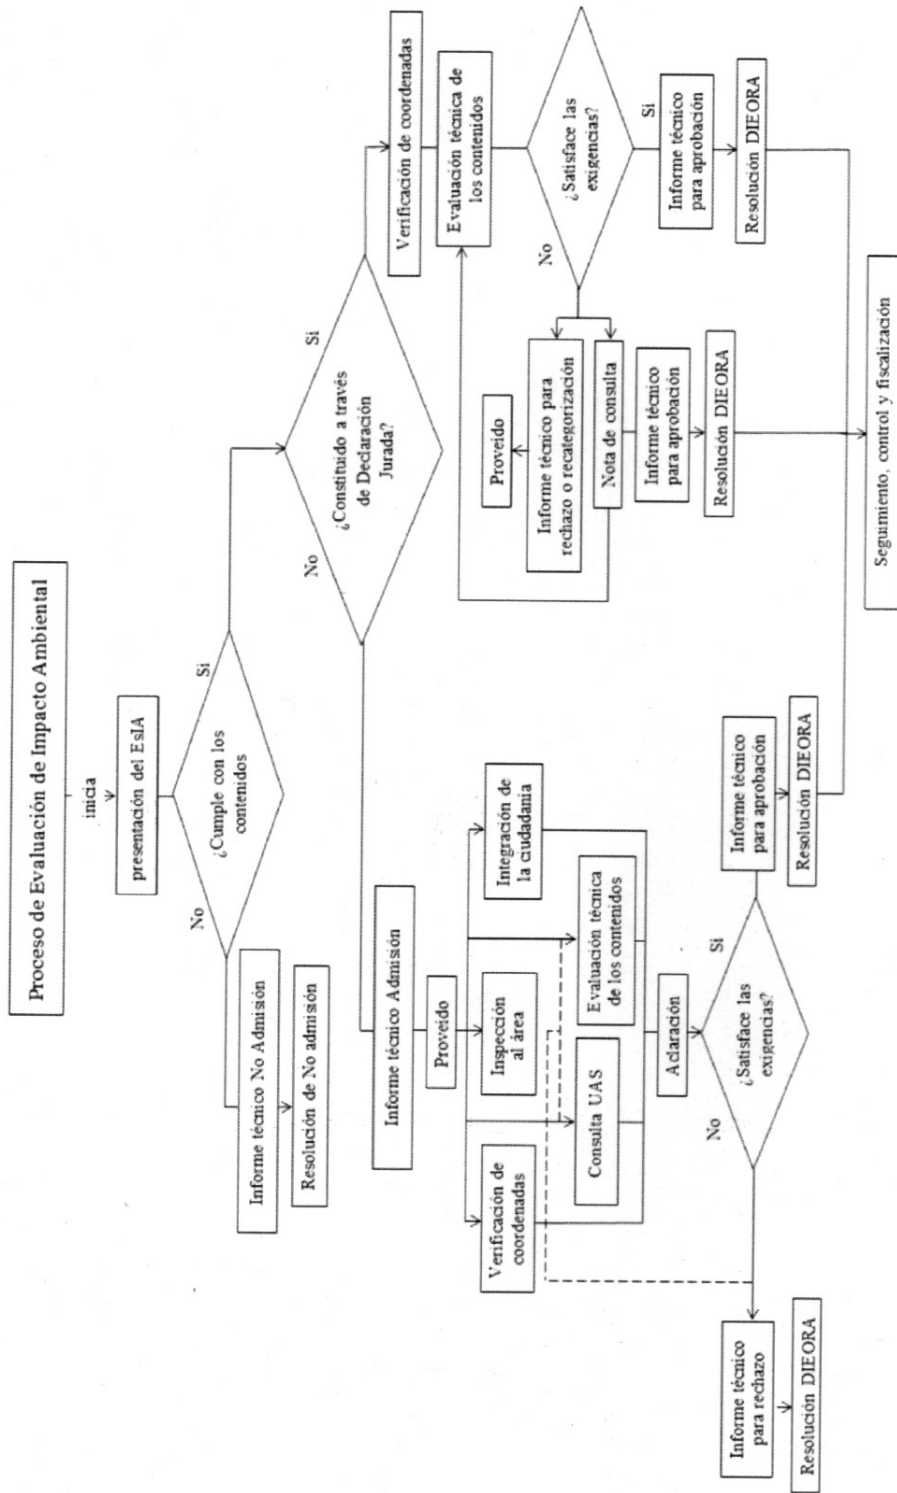 Proceso de Evaluación de Impacto Ambiental
inicia
presentación del EsIA
¿Cumple con los
contenidos
No
Si
Informe técnico No Admisión
Resolución de No admisión
¿Constituido a través
de Declaración
Jurada?
No
Si
Verificación de coordenadas
Evaluación técnica de
los contenidos
¿Satisface las
exigencias?
No
Si
Proveido
Informe técnico para
rechazo o recategorización
Nota de consulta
Informe técnico
para aprobación
Resolución DIEORA
Informe técnico
para aprobación
Resolución DIEORA
Informe técnico Admisión
Proveido
Verificación de
coordenadas
Inspección
al área
Integración de
la ciudadania
Consulta UAS
Evaluación técnica
de los contenidos
Aclaración
¿Satisface las
exigencias?
No
Si
Informe técnico
para rechazo
Resolución DIEORA
Informe técnico
para aprobación
Resolución DIEORA
Seguimiento, control y fiscalización